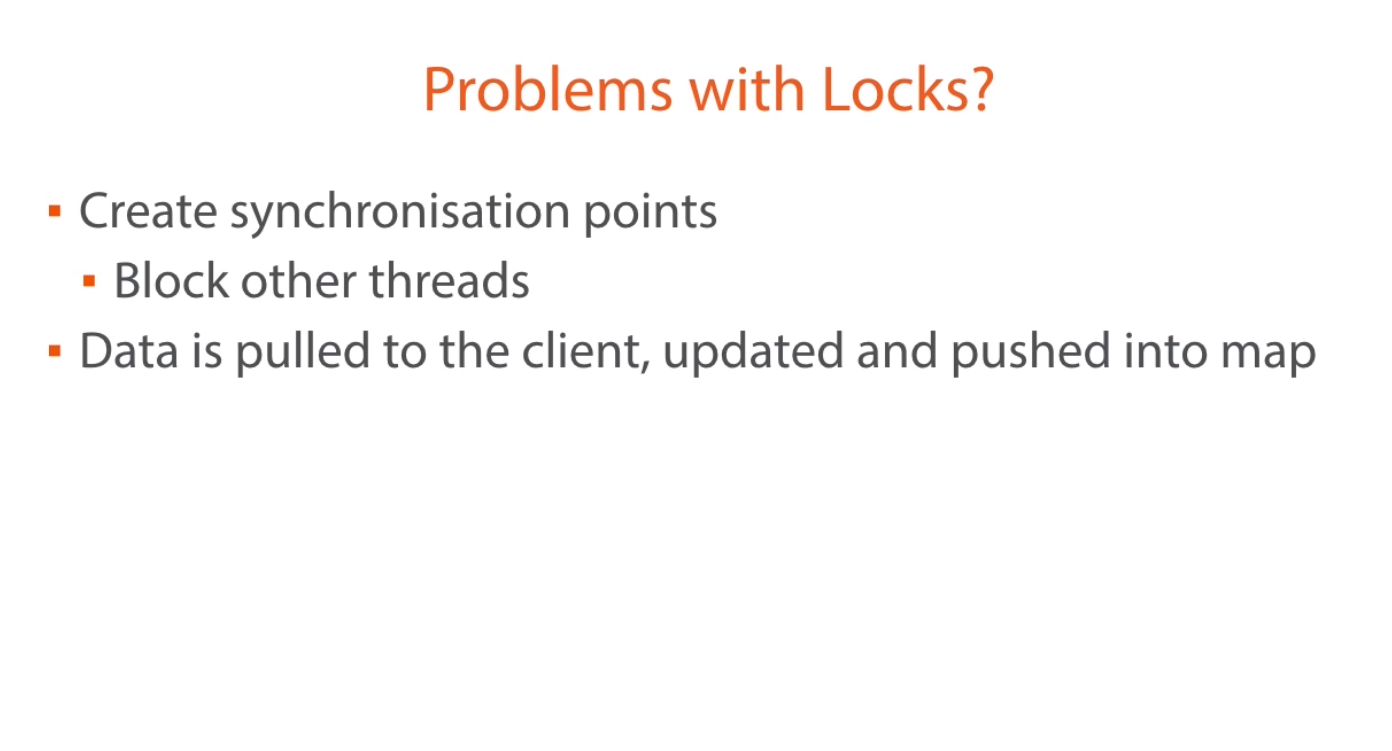 Problems with Locks?
▪ Create synchronisation points
▪ Block other threads
▪ Data is pulled to the client, updated and pushed into map